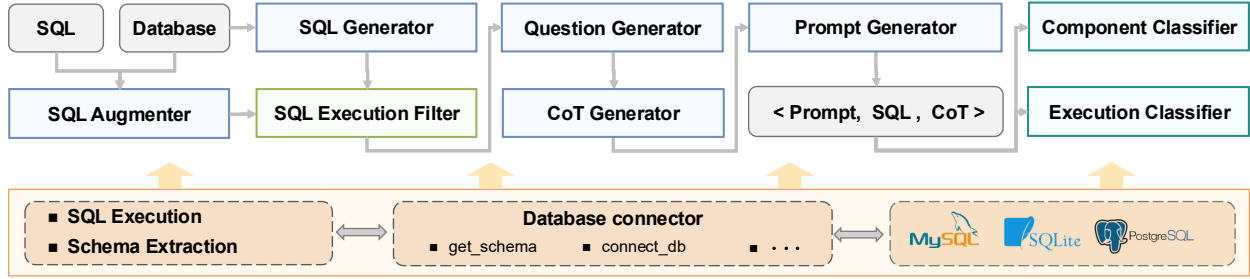 SQL
Database
SQL Generator
Question Generator
Prompt Generator
Component Classifier
SQL Augmenter
SQL Execution Filter
CoT Generator
< Prompt, SQL , CoT >
Execution Classifier
■ SQL Execution
■ Schema Extraction
Database connector
■ get_schema
■ connect_db
■ · · ·
MySQL
SQLite
PostgreSQL